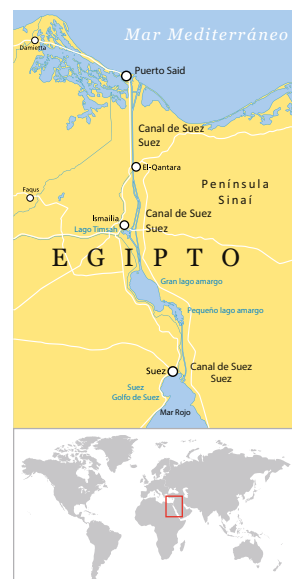 Mar Mediterráneo
Damietta
Puerto Said
Canal de Suez
Suez
El-Qantara
Faqus
Península
Sinaí
Ismailia
Canal de Suez
Lago Timsah
Suez
EGIPTO
Gran lago amargo
Pequeño lago amargo
Suez
Canal de Suez
Suez
Suez
Golfo de Suez
Mar Rojo